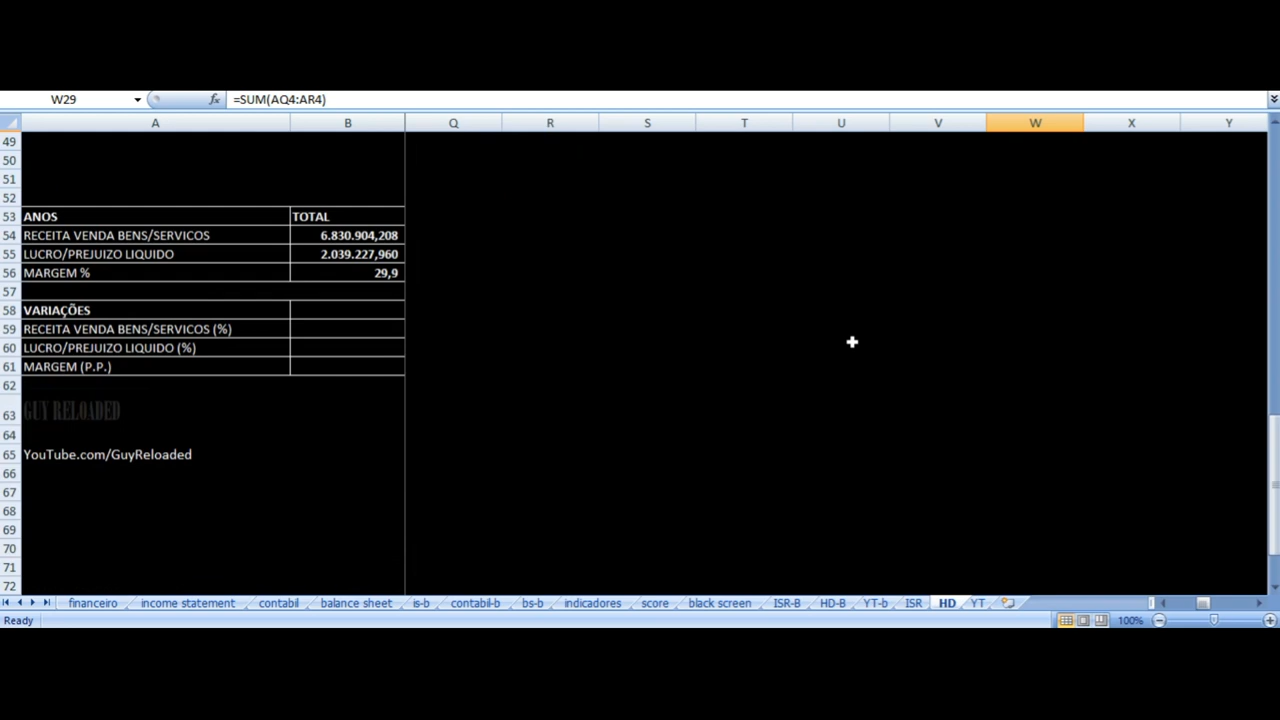 W29 fx =SUM(AQ4:AR4)
A B Q R S T U V W X Y
49
50
51
52
53 ANOS TOTAL
54 RECEITA VENDA BENS/SERVICOS 6.830.904,208
55 LUCRO/PREJUIZO LIQUIDO 2.039.227,960
56 MARGEM % 29,9
57
58 VARIAÇÕES
59 RECEITA VENDA BENS/SERVICOS (%)
60 LUCRO/PREJUIZO LIQUIDO (%)
61 MARGEM (P.P.)
62
63 GUY RELOADED
64
65 YouTube.com/GuyReloaded
66
67
68
69
70
71
72
financeiro income statement contabil balance sheet is-b contabil-b bs-b indicadores score black screen ISR-B HD-B YT-b ISR HD YT
Ready 100%